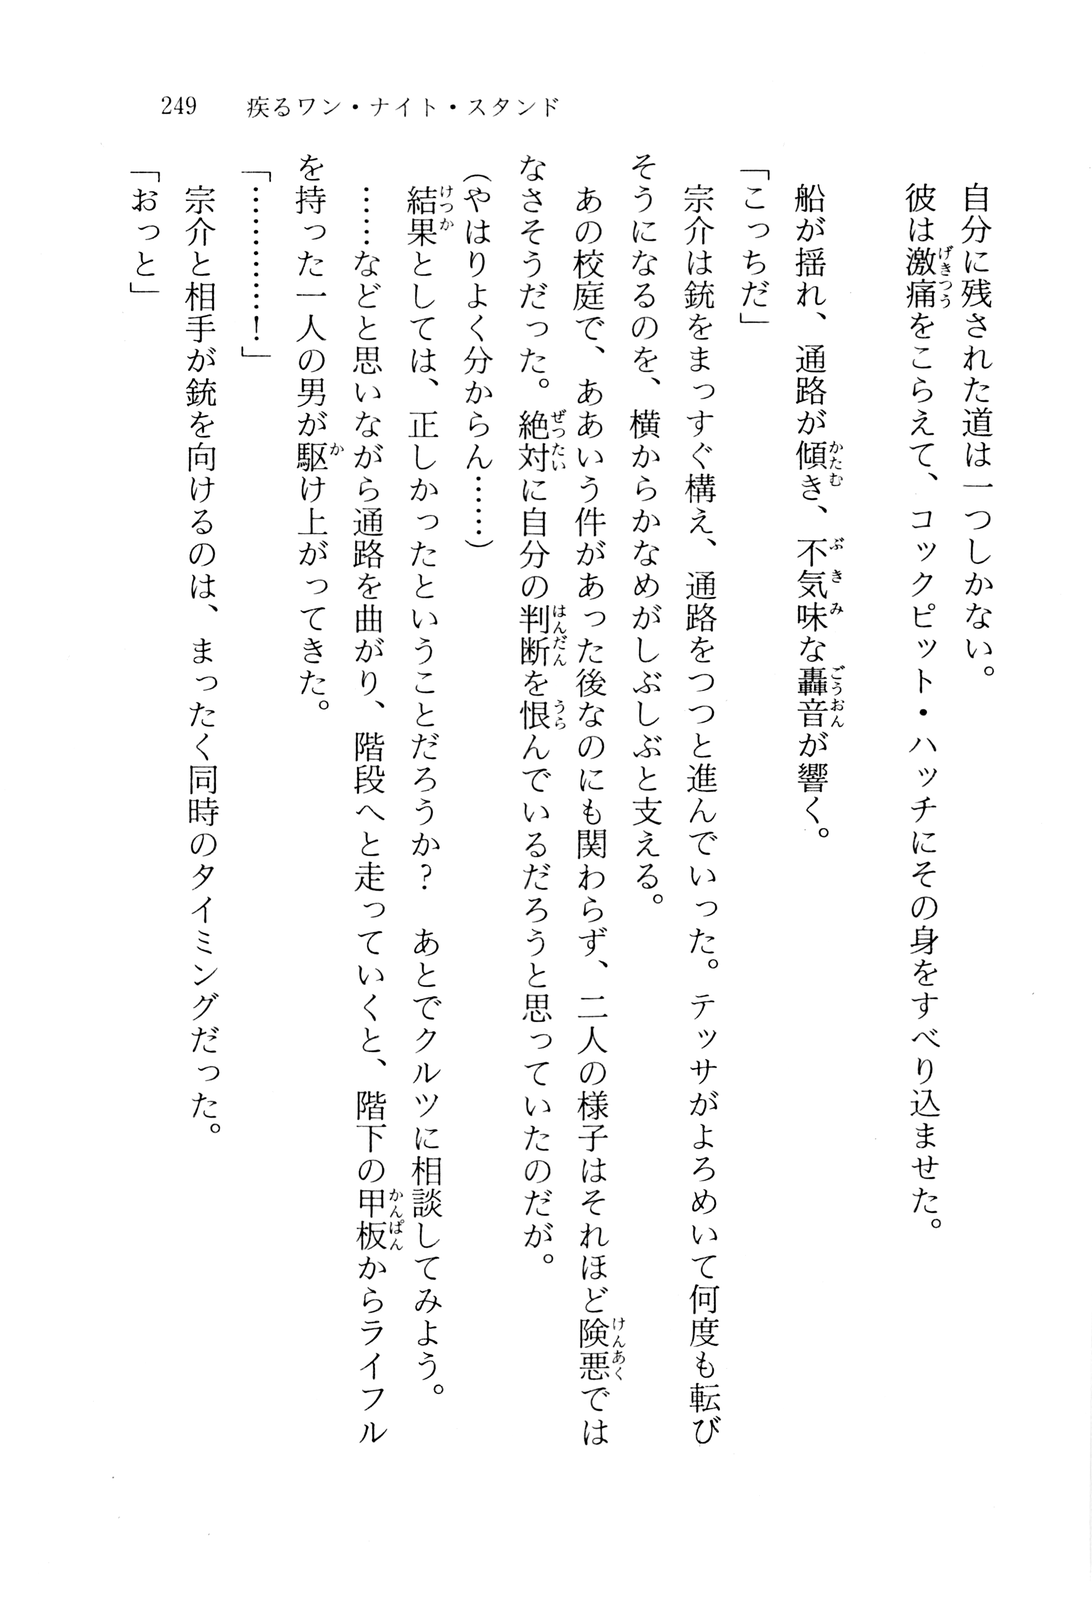 249　疾るワン・ナイト・スタンド
　自分に残された道は一つしかない。
　彼は激痛をこらえて、コックピット・ハッチにその身をすべり込ませた。
　船が揺れ、通路が傾き、不気味な轟音が響く。
「こっちだ」
　宗介は銃をまっすぐ構え、通路をつつと進んでいった。テッサがよろめいて何度も転び
そうになるのを、横からかなめがしぶしぶと支える。
　あの校庭で、ああいう件があった後なのにも関わらず、二人の様子はそれほど険悪では
なさそうだった。絶対に自分の判断を恨んでいるだろうと思っていたのだが。
（やはりよく分からん……）
　結果としては、正しかったということだろうか？　あとでクルツに相談してみよう。
　……などと思いながら通路を曲がり、階段へと走っていくと、階下の甲板からライフル
を持った一人の男が駆け上がってきた。
「…………！」
　宗介と相手が銃を向けるのは、まったく同時のタイミングだった。
「おっと」